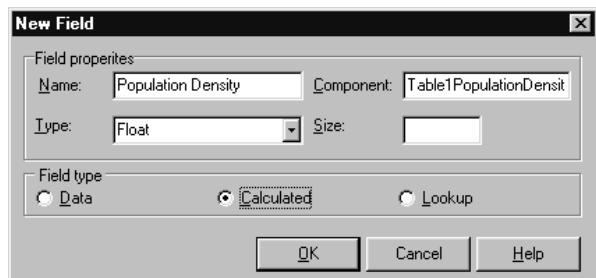 New Field
Field properites
Name: Population Density Component: Table1PopulationDensit
Type: Float Size:
Field type
Data Calculated Lookup
OK Cancel Help